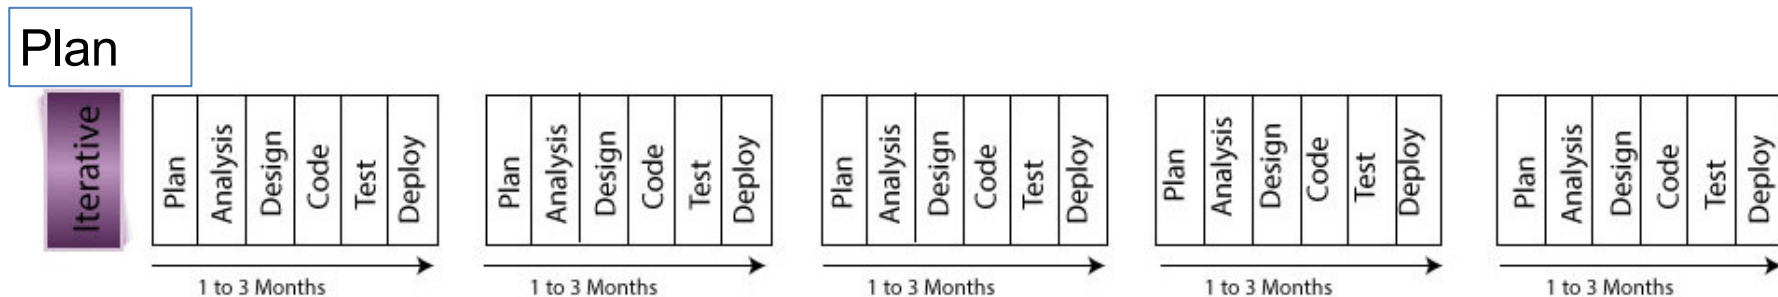 Plan
Iterative
Plan
Analysis
Design
Code
Test
Deploy
1 to 3 Months
Plan
Analysis
Design
Code
Test
Deploy
1 to 3 Months
Plan
Analysis
Design
Code
Test
Deploy
1 to 3 Months
Plan
Analysis
Design
Code
Test
Deploy
1 to 3 Months
Plan
Analysis
Design
Code
Test
Deploy
1 to 3 Months